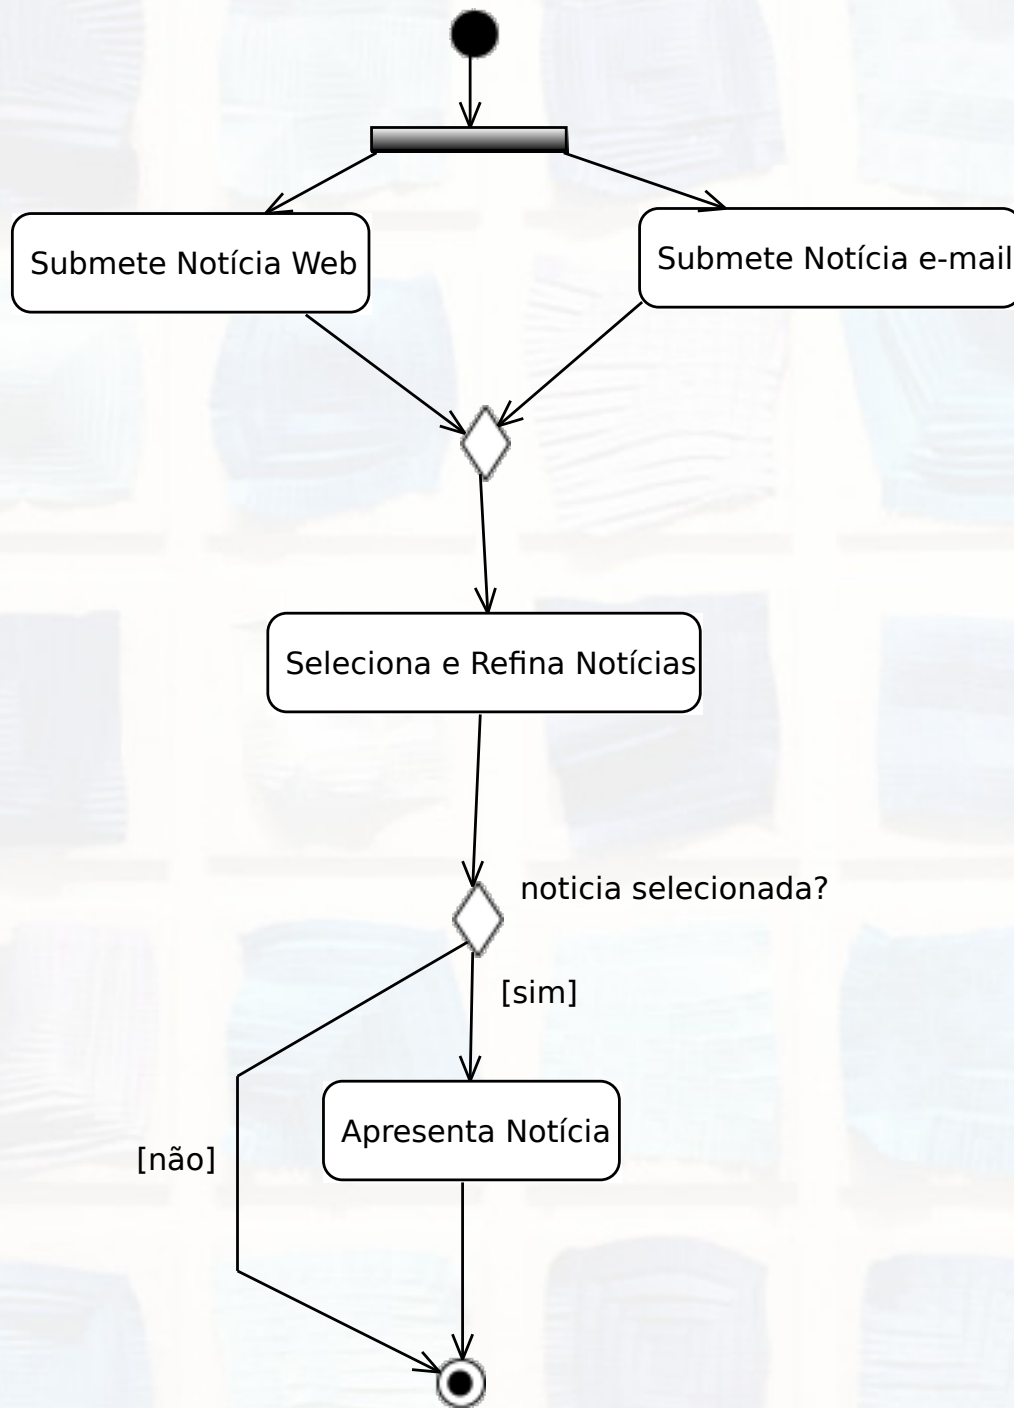 Submete Notícia Web
Submete Notícia e-mail
Seleciona e Refina Notícias
noticia selecionada?
[sim]
Apresenta Notícia
[não]